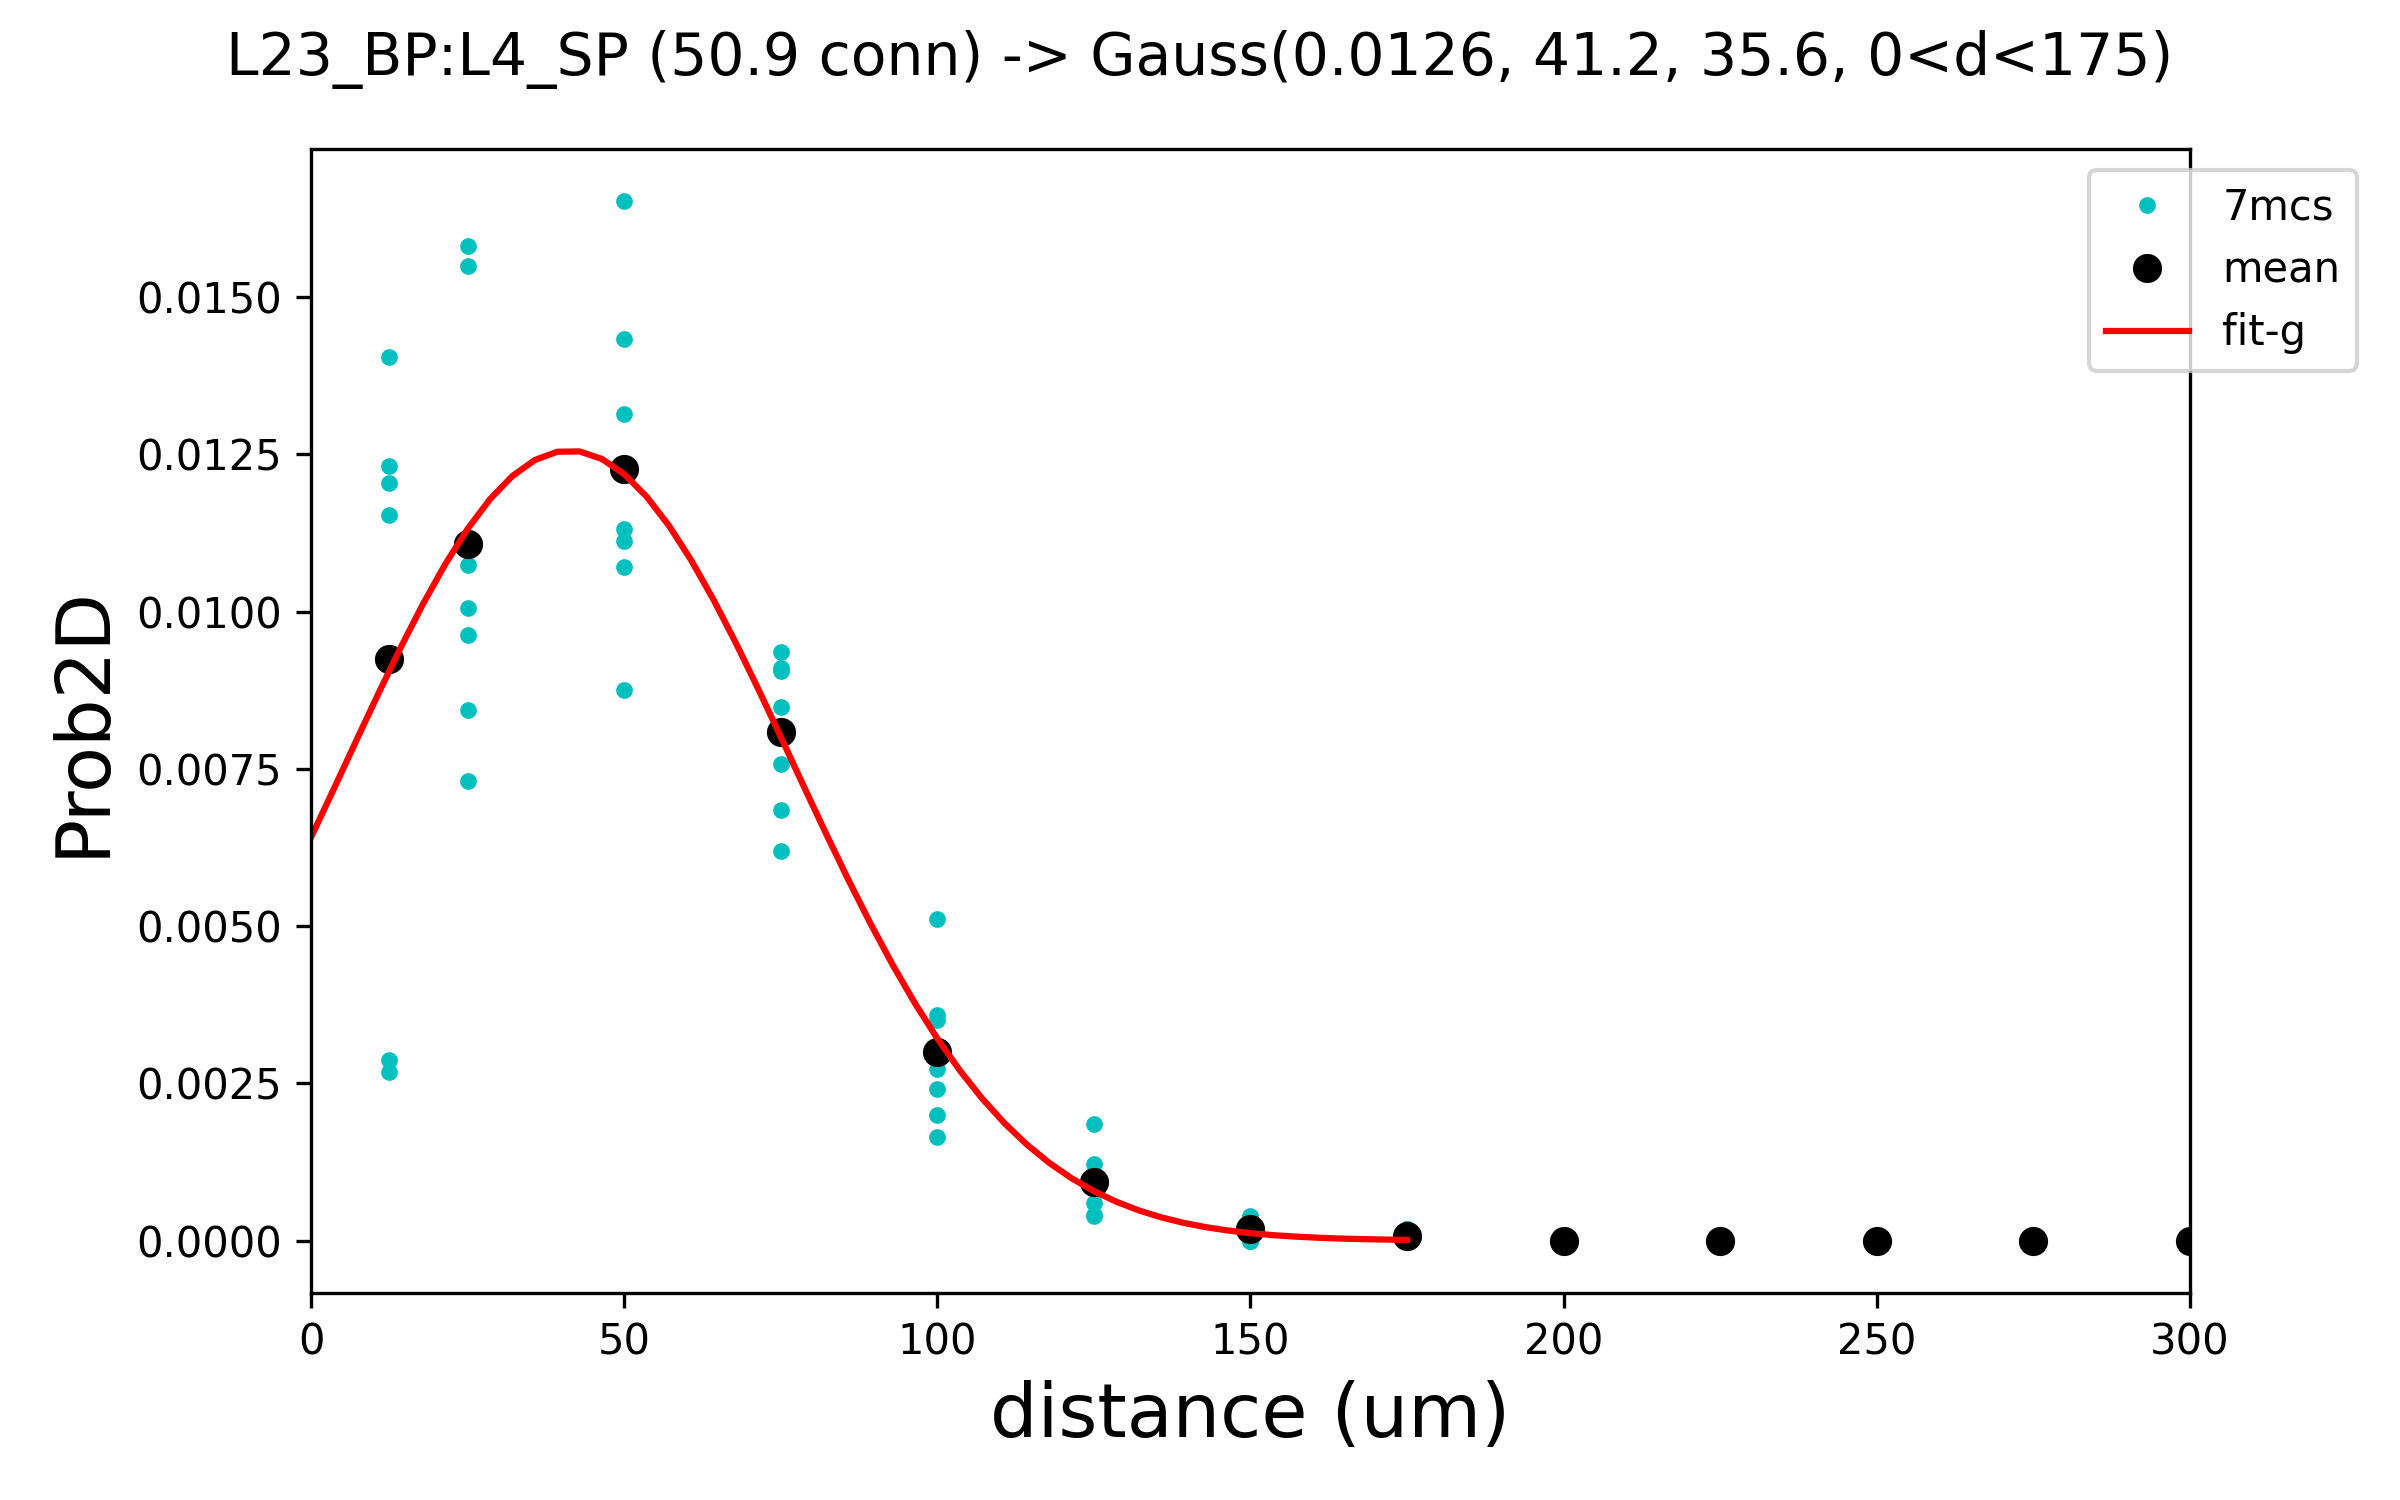 L23_BP:L4_SP (50.9 conn) -> Gauss(0.0126, 41.2, 35.6, 0<d<175)
7mcs
mean
fit-g
0.0150
0.0125
0.0100
0.0075
0.0050
0.0025
0.0000
Prob2D
0 50 100 150 200 250 300
distance (um)